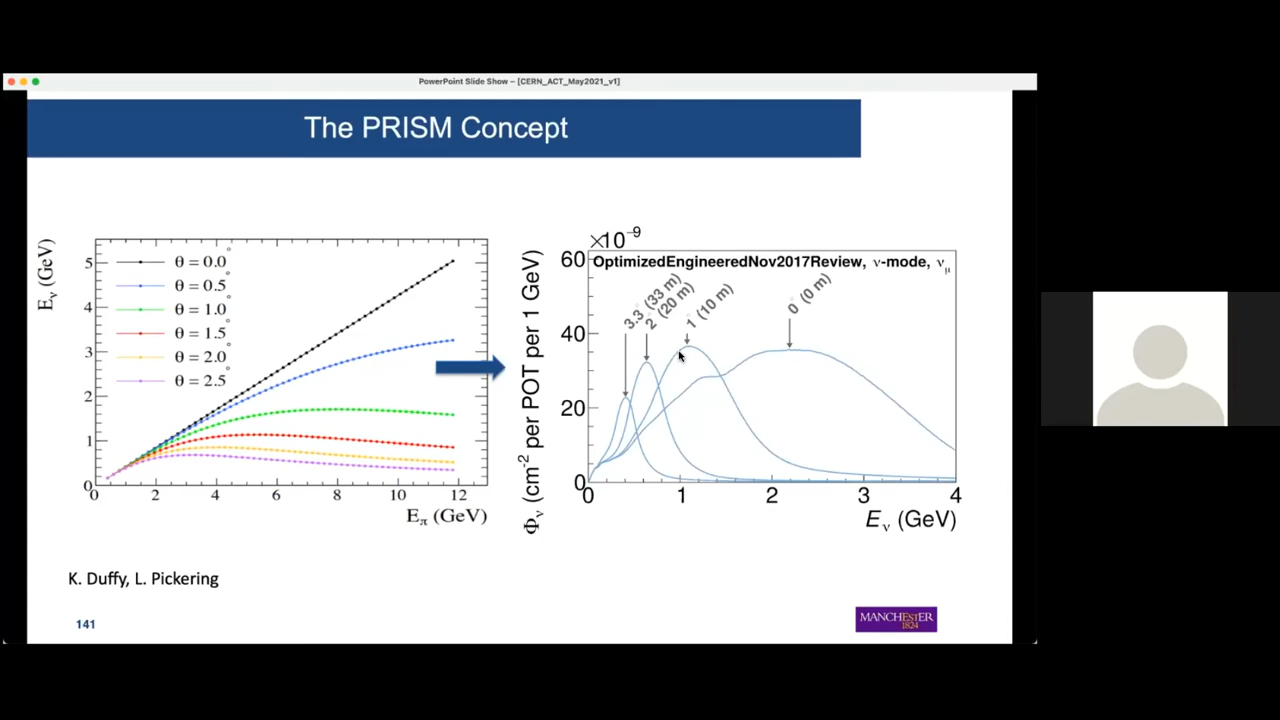 PowerPoint Slide Show – [CERN_ACT_May2021_v1]
The PRISM Concept
E_ν (GeV)
5
4
3
2
1
0
θ = 0.0°
θ = 0.5°
θ = 1.0°
θ = 1.5°
θ = 2.0°
θ = 2.5°
0 2 4 6 8 10 12
E_π (GeV)
×10⁻⁹
Φ_ν (cm⁻² per POT per 1 GeV)
60
40
20
0
OptimizedEngineeredNov2017Review, ν-mode, ν_μ
3.3° (33 m)
2° (20 m)
1° (10 m)
0° (0 m)
0 1 2 3 4
E_ν (GeV)
K. Duffy, L. Pickering
141
MANCHESTER
1824